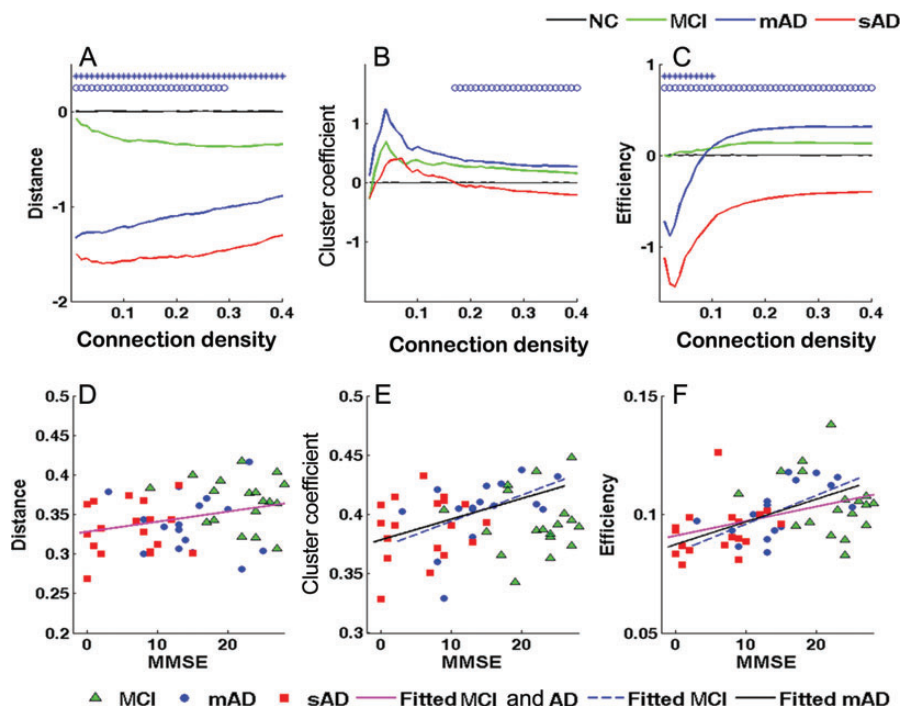 NC MCI mAD sAD
A B C
Distance
0
-1
-2
0.1 0.2 0.3 0.4
Connection density
Cluster coefficient
1
0
-1
0.1 0.2 0.3 0.4
Connection density
Efficiency
1
0
-1
0.1 0.2 0.3 0.4
Connection density
D E F
Distance
0.5
0.45
0.4
0.35
0.3
0.25
0.2
0 10 20
MMSE
Cluster coefficient
0.5
0.45
0.4
0.35
0.3
0 10 20
MMSE
Efficiency
0.15
0.1
0.05
0 10 20
MMSE
MCI mAD sAD Fitted MCI and AD Fitted MCI Fitted mAD